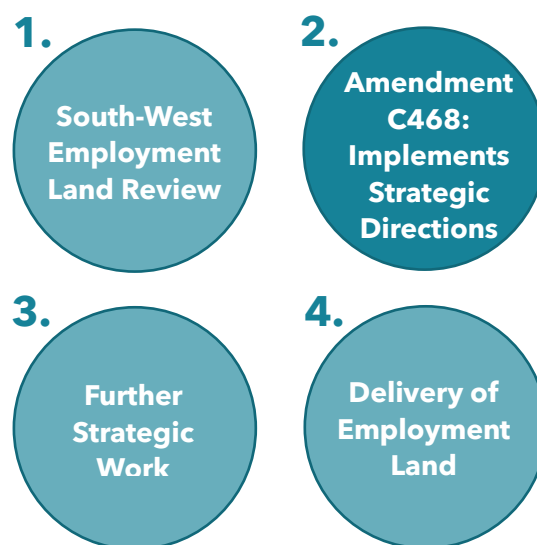 1.
South-West
Employment
Land Review
2.
Amendment
C468:
Implements
Strategic
Directions
3.
Further
Strategic
Work
4.
Delivery of
Employment
Land